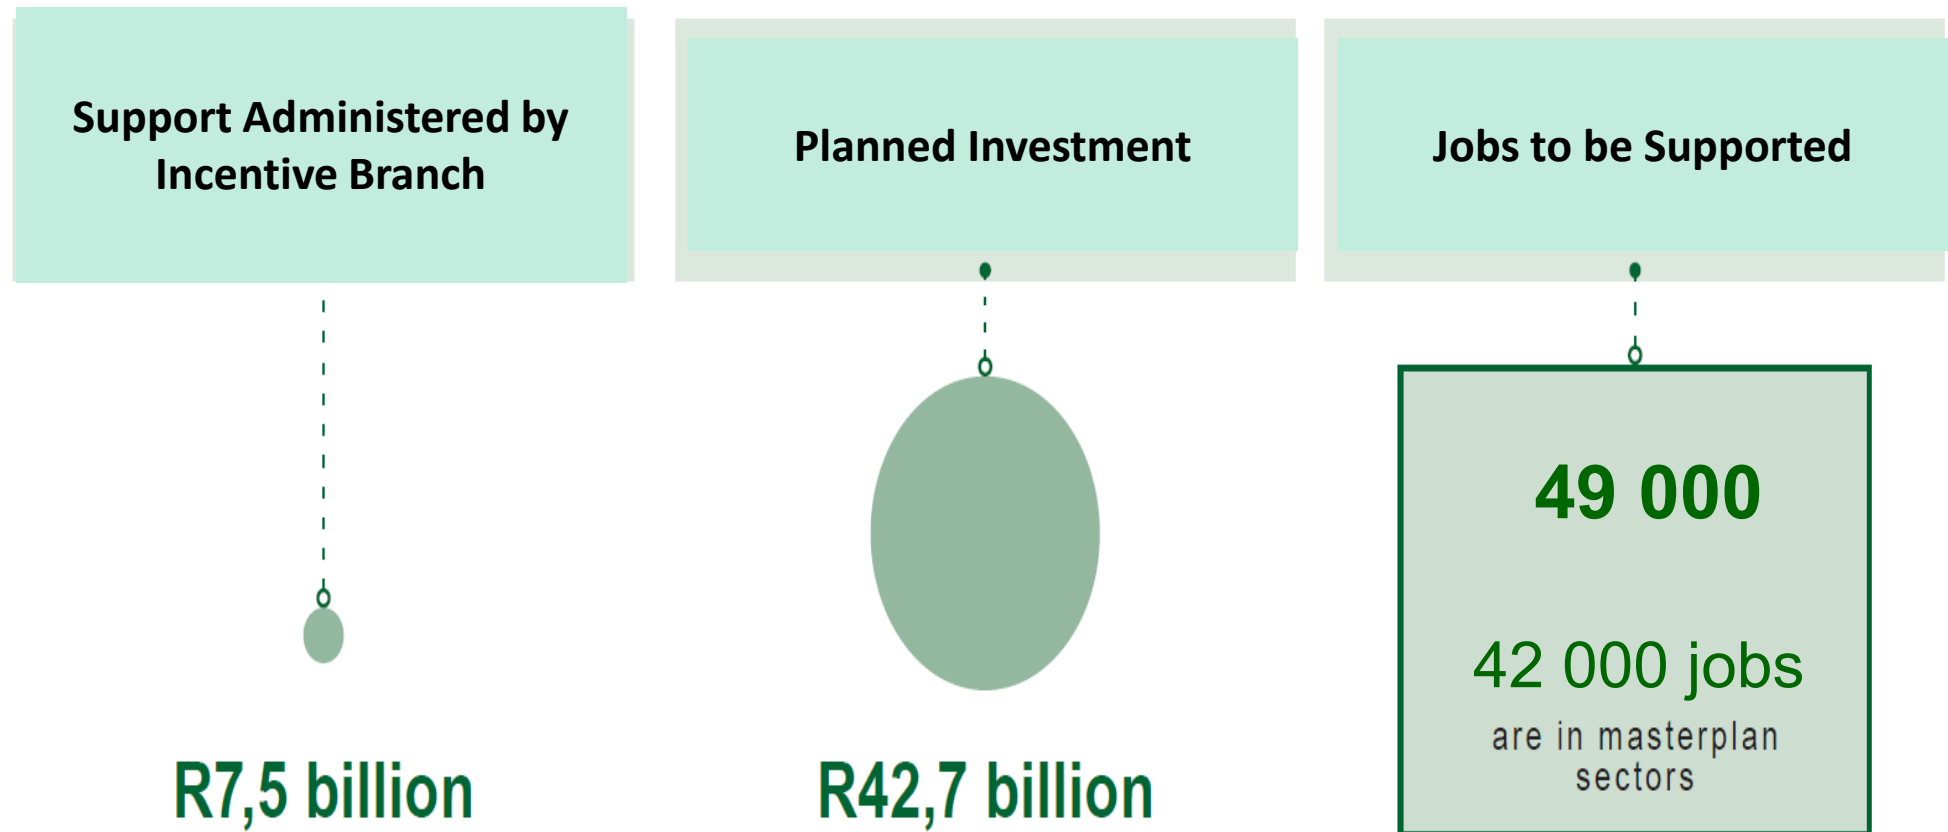 Support Administered by
Incentive Branch
Planned Investment
Jobs to be Supported
R7,5 billion
R42,7 billion
49 000
42 000 jobs
are in masterplan
sectors